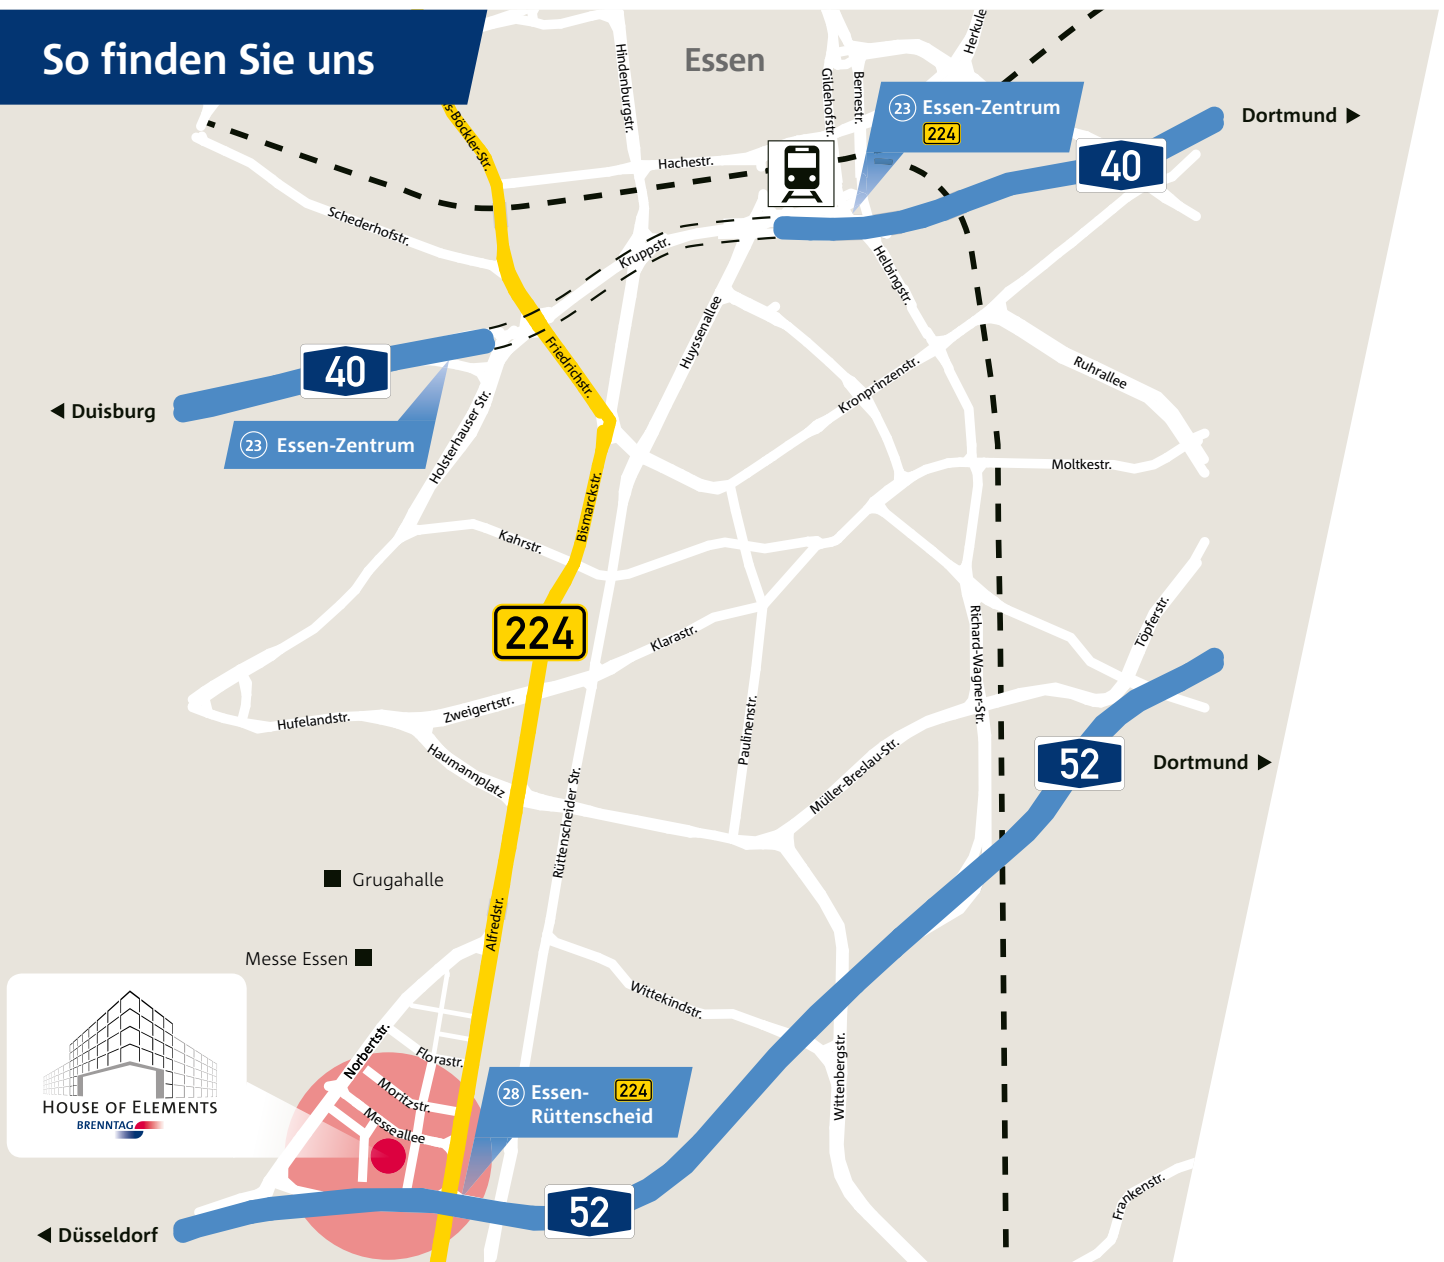 So finden Sie uns
Essen
Hindenburgstr.
Gildehofstr.
Bernestr.
Herkule
s-Böckler-Str.
23 Essen-Zentrum
224
Dortmund
40
Hachestr.
Schederhofstr.
Kruppstr.
Helbingstr.
Huyssenallee
Friedrichstr.
40
Duisburg
23 Essen-Zentrum
Holsterhauser Str.
Kronprinzenstr.
Ruhrallee
Moltkestr.
Bismarckstr.
Kahrstr.
224
Klarastr.
Richard-Wagner-Str.
Töpferstr.
Hufelandstr.
Zweigertstr.
Haumannplatz
Paulinenstr.
Müller-Breslau-Str.
52
Dortmund
Rüttenscheider Str.
Grugahalle
Alfredstr.
Messe Essen
Wittekindstr.
Norbertstr.
Florastr.
Moritzstr.
Messeallee
Wittenbergstr.
HOUSE OF ELEMENTS
BRENNTAG
28 Essen-
Rüttenscheid
224
52
Frankenstr.
Düsseldorf